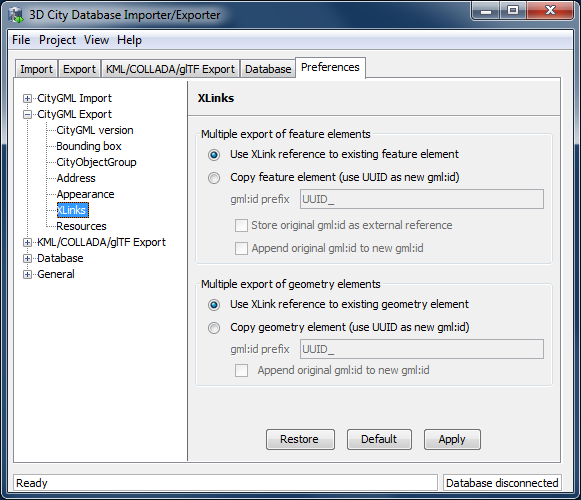 3D City Database Importer/Exporter
File Project View Help
Import Export KML/COLLADA/glTF Export Database Preferences
CityGML Import
CityGML Export
CityGML version
Bounding box
CityObjectGroup
Address
Appearance
XLinks
Resources
KML/COLLADA/glTF Export
Database
General
XLinks
Multiple export of feature elements
Use XLink reference to existing feature element
Copy feature element (use UUID as new gml:id)
gml:id prefix UUID_
Store original gml:id as external reference
Append original gml:id to new gml:id
Multiple export of geometry elements
Use XLink reference to existing geometry element
Copy geometry element (use UUID as new gml:id)
gml:id prefix UUID_
Append original gml:id to new gml:id
Restore Default Apply
Ready Database disconnected